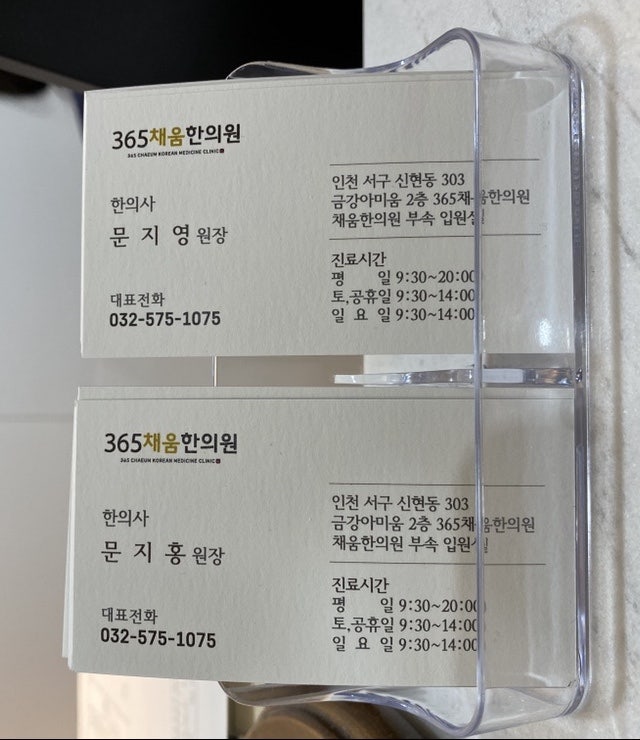 365채움한의원
365 CHAEUM KOREAN MEDICINE CLINIC
한의사
문 지 영 원장
대표전화
032-575-1075
인천 서구 신현동 303
금강아미움 2층 365채움한의원
채움한의원 부속 입원실
진료시간
평 일 9:30~20:00
토,공휴일 9:30~14:00
일 요 일 9:30~14:00
365채움한의원
365 CHAEUM KOREAN MEDICINE CLINIC
한의사
문 지 홍 원장
대표전화
032-575-1075
인천 서구 신현동 303
금강아미움 2층 365채움한의원
채움한의원 부속 입원실
진료시간
평 일 9:30~20:00
토,공휴일 9:30~14:00
일 요 일 9:30~14:00